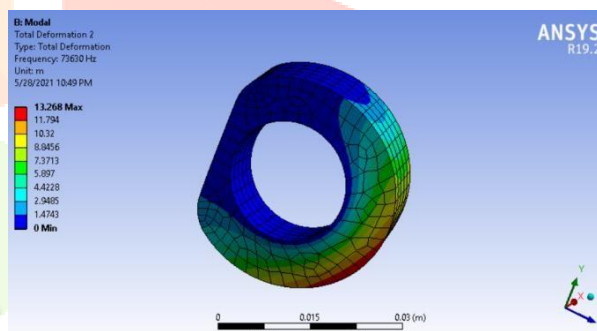 B: Modal
Total Deformation 2
Type: Total Deformation
Frequency: 73630 Hz
Unit: m
5/28/2021 10:49 PM
13.268 Max
11.794
10.32
8.8456
7.3713
5.897
4.4228
2.9485
1.4743
0 Min
ANSYS
R19.2
Y
X
0
0.015
0.03 (m)